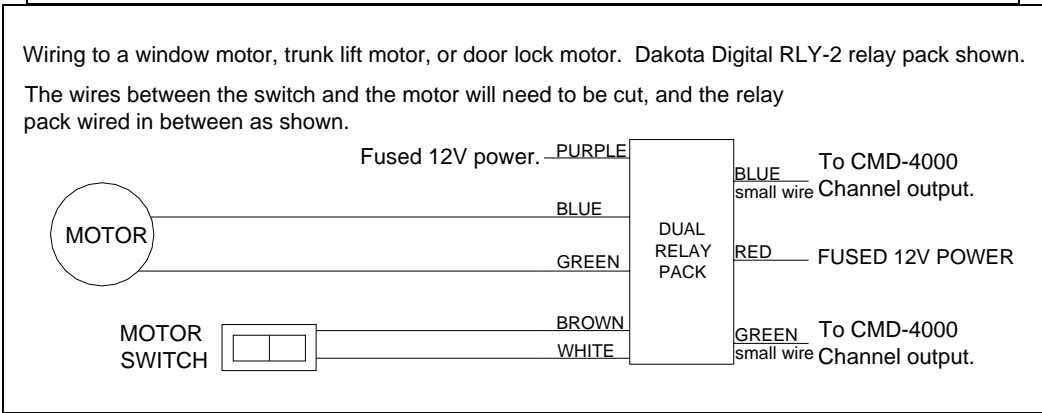 Wiring to a window motor, trunk lift motor, or door lock motor.  Dakota Digital RLY-2 relay pack shown.
The wires between the switch and the motor will need to be cut, and the relay
pack wired in between as shown.
Fused 12V power.
PURPLE
BLUE
small wire
To CMD-4000
Channel output.
MOTOR
BLUE
GREEN
DUAL
RELAY
PACK
RED
FUSED 12V POWER
MOTOR
SWITCH
BROWN
WHITE
GREEN
small wire
To CMD-4000
Channel output.